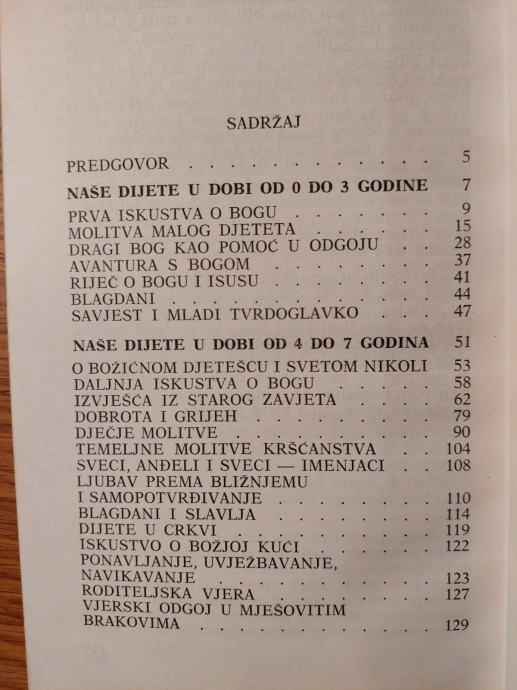 SADRŽAJ
PREDGOVOR . . . . . . . . . . . . 5
NAŠE DIJETE U DOBI OD 0 DO 3 GODINE 7
PRVA ISKUSTVA O BOGU . . . . . . . 9
MOLITVA MALOG DJETETA . . . . . . 15
DRAGI BOG KAO POMOĆ U ODGOJU . . 28
AVANTURA S BOGOM . . . . . . . . 37
RIJEČ O BOGU I ISUSU . . . . . . . 41
BLAGDANI . . . . . . . . . . . . 44
SAVJEST I MLADI TVRDOGLAVKO . . . 47
NAŠE DIJETE U DOBI OD 4 DO 7 GODINA 51
O BOŽIĆNOM DJETEŠCU I SVETOM NIKOLI 53
DALJNJA ISKUSTVA O BOGU . . . . . 58
IZVJEŠĆA IZ STAROG ZAVJETA . . . . 62
DOBROTA I GRIJEH . . . . . . . . 79
DJEČJE MOLITVE . . . . . . . . . 90
TEMELJNE MOLITVE KRŠĆANSTVA . . 104
SVECI, ANĐELI I SVECI — IMENJACI . . 108
LJUBAV PREMA BLIŽNJEMU
I SAMOPOTVRĐIVANJE . . . . . . . 110
BLAGDANI I SLAVLJA . . . . . . . 114
DIJETE U CRKVI . . . . . . . . . 119
ISKUSTVO O BOŽJOJ KUĆI . . . . . 122
PONAVLJANJE, UVJEŽBAVANJE,
NAVIKAVANJE . . . . . . . . . . 123
RODITELJSKA VJERA . . . . . . . . 127
VJERSKI ODGOJ U MJEŠOVITIM
BRAKOVIMA . . . . . . . . . . . 129